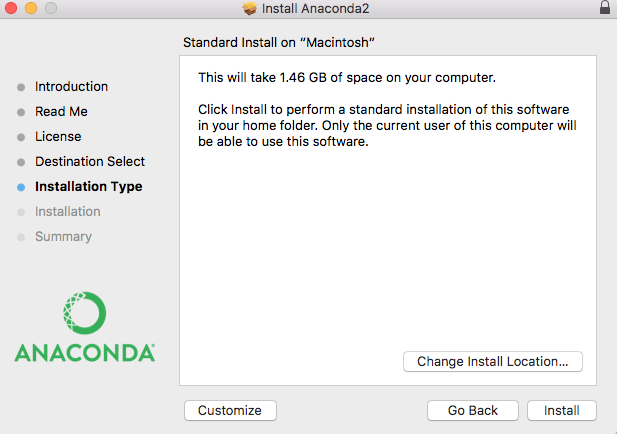 Install Anaconda2
Standard Install on “Macintosh”
Introduction
Read Me
License
Destination Select
Installation Type
Installation
Summary
ANACONDA®
This will take 1.46 GB of space on your computer.
Click Install to perform a standard installation of this software
in your home folder. Only the current user of this computer will
be able to use this software.
Change Install Location...
Customize
Go Back
Install